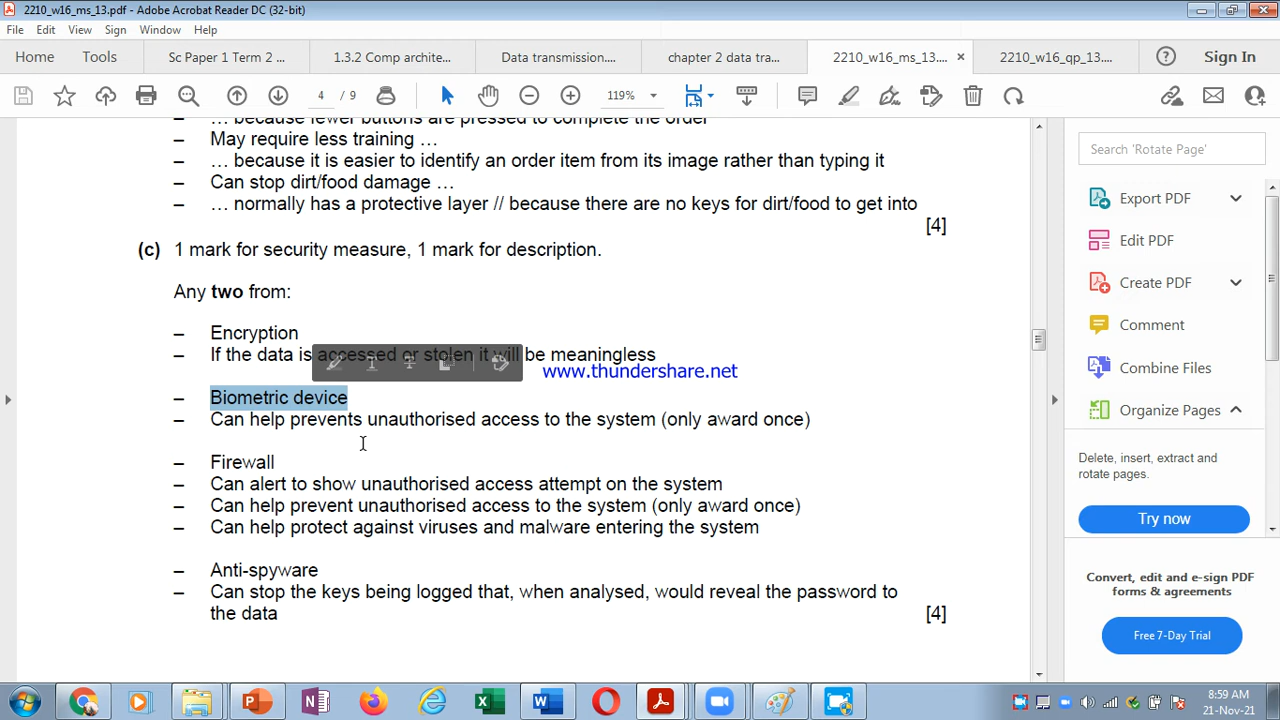 2210_w16_ms_13.pdf - Adobe Acrobat Reader DC (32-bit)
File Edit View Sign Window Help
Home Tools Sc Paper 1 Term 2 ... 1.3.2 Comp archite... Data transmission.... chapter 2 data tra... 2210_w16_ms_13.... × 2210_w16_qp_13.... Sign In
4 / 9 119%
… because fewer buttons are pressed to complete the order
– May require less training …
– … because it is easier to identify an order item from its image rather than typing it
– Can stop dirt/food damage …
– … normally has a protective layer // because there are no keys for dirt/food to get into
[4]
(c) 1 mark for security measure, 1 mark for description.
Any two from:
– Encryption
– If the data is accessed or stolen it will be meaningless
www.thundershare.net
– Biometric device
– Can help prevents unauthorised access to the system (only award once)
– Firewall
– Can alert to show unauthorised access attempt on the system
– Can help prevent unauthorised access to the system (only award once)
– Can help protect against viruses and malware entering the system
– Anti-spyware
– Can stop the keys being logged that, when analysed, would reveal the password to
the data
[4]
Search 'Rotate Page'
Export PDF
Edit PDF
Create PDF
Comment
Combine Files
Organize Pages
Delete, insert, extract and
rotate pages.
Try now
Convert, edit and e-sign PDF
forms & agreements
Free 7-Day Trial
8:59 AM
21-Nov-21